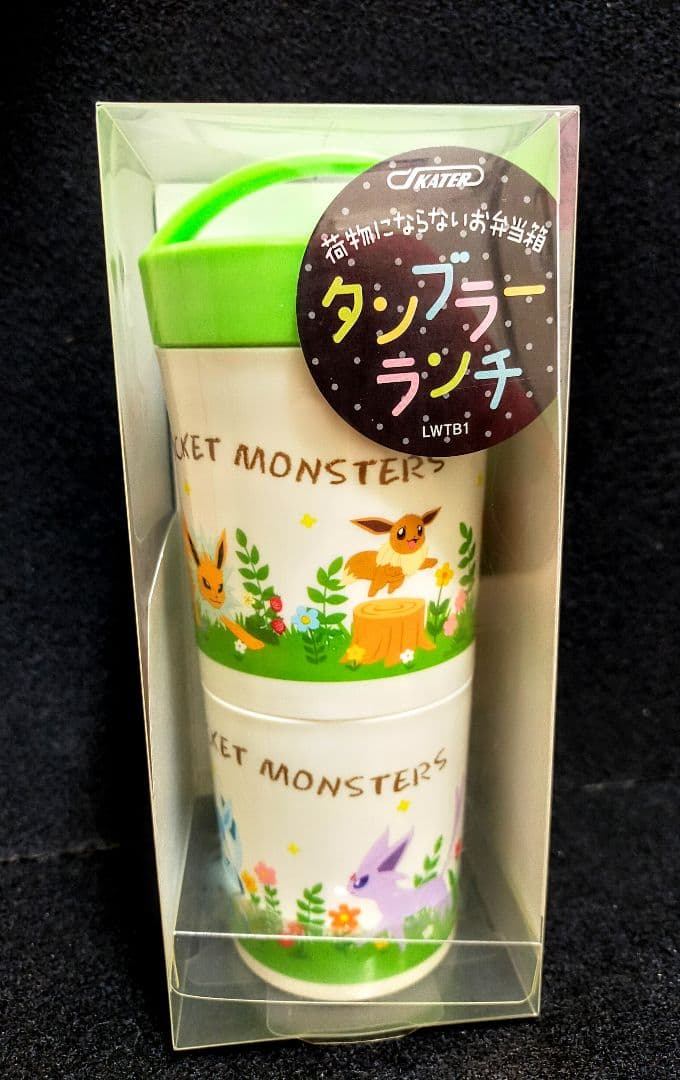 SKATER
荷物にならないお弁当箱
タンブラー
ランチ
LWTB1
CKET MONSTERS
KET MONSTERS